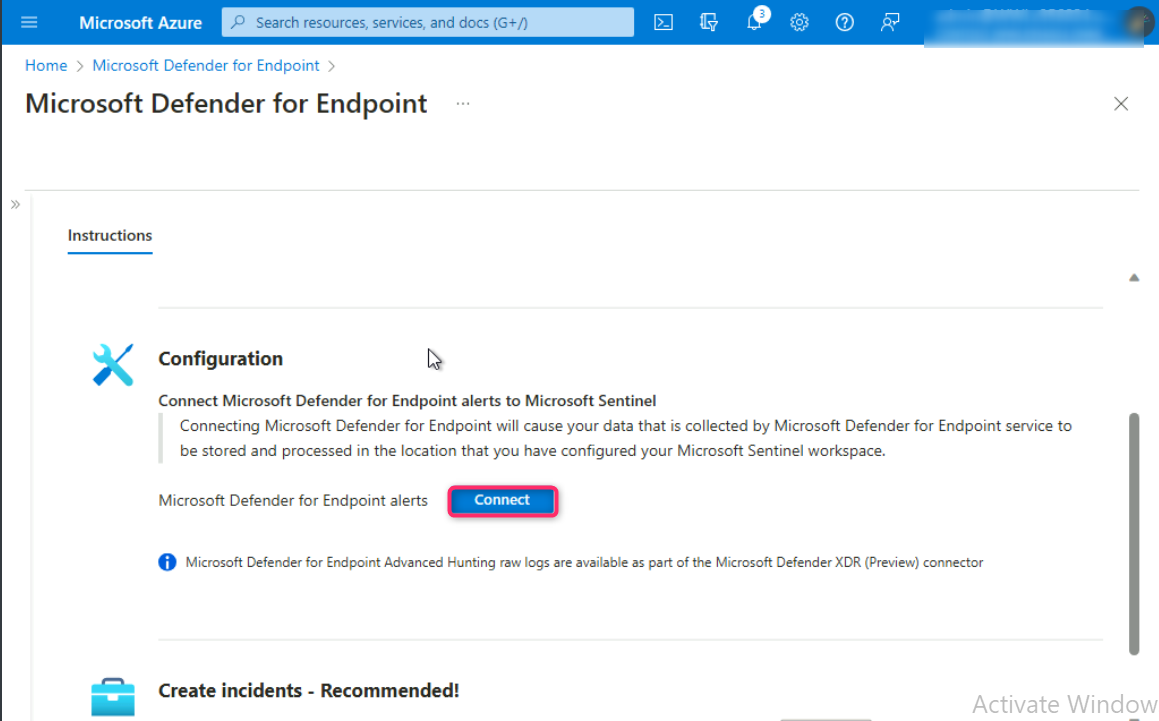 Microsoft Azure
Search resources, services, and docs (G+/)
3
Home > Microsoft Defender for Endpoint >
Microsoft Defender for Endpoint ...
Instructions
Configuration
Connect Microsoft Defender for Endpoint alerts to Microsoft Sentinel
Connecting Microsoft Defender for Endpoint will cause your data that is collected by Microsoft Defender for Endpoint service to
be stored and processed in the location that you have configured your Microsoft Sentinel workspace.
Microsoft Defender for Endpoint alerts Connect
Microsoft Defender for Endpoint Advanced Hunting raw logs are available as part of the Microsoft Defender XDR (Preview) connector
Create incidents - Recommended!
Activate Window